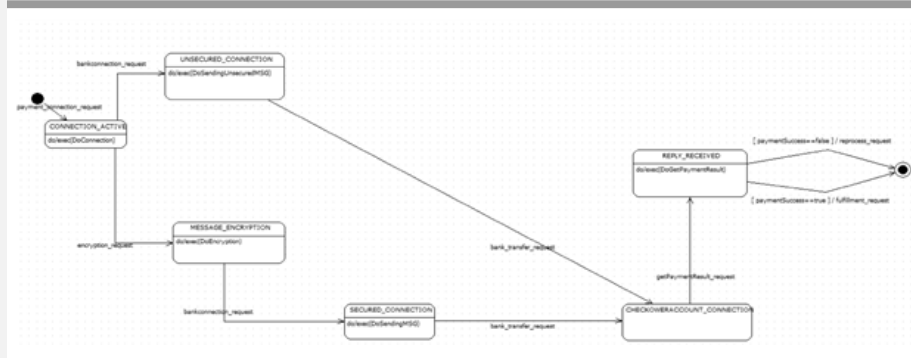 UNSECURED_CONNECTION
do/exec(DoSendingUnsecuredMSG)
bankconnection_request
payment_connection_request
CONNECTION_ACTIVE
do/exec(DoConnection)
[ paymentSuccess==false ] / reprocess_request
REPLY_RECEIVED
do/exec(DoGetPaymentResult)
[ paymentSuccess==true ] / fulfillment_request
MESSAGE_ENCRYPTION
do/exec(DoEncryption)
encryption_request
bank_transfer_request
getPaymentResult_request
bankconnection_request
SECURED_CONNECTION
do/exec(DoSendingMSG)
bank_transfer_request
CHECKOWERACCOUNT_CONNECTION